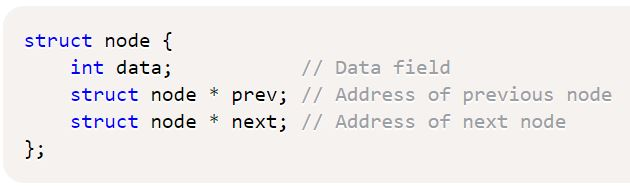 struct node {
    int data;           // Data field
    struct node * prev; // Address of previous node
    struct node * next; // Address of next node
};